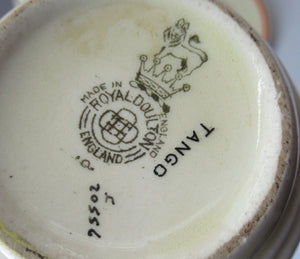 MADE IN
ENGLAND
ROYAL DOULTON
ENGLAND
TANGO
J